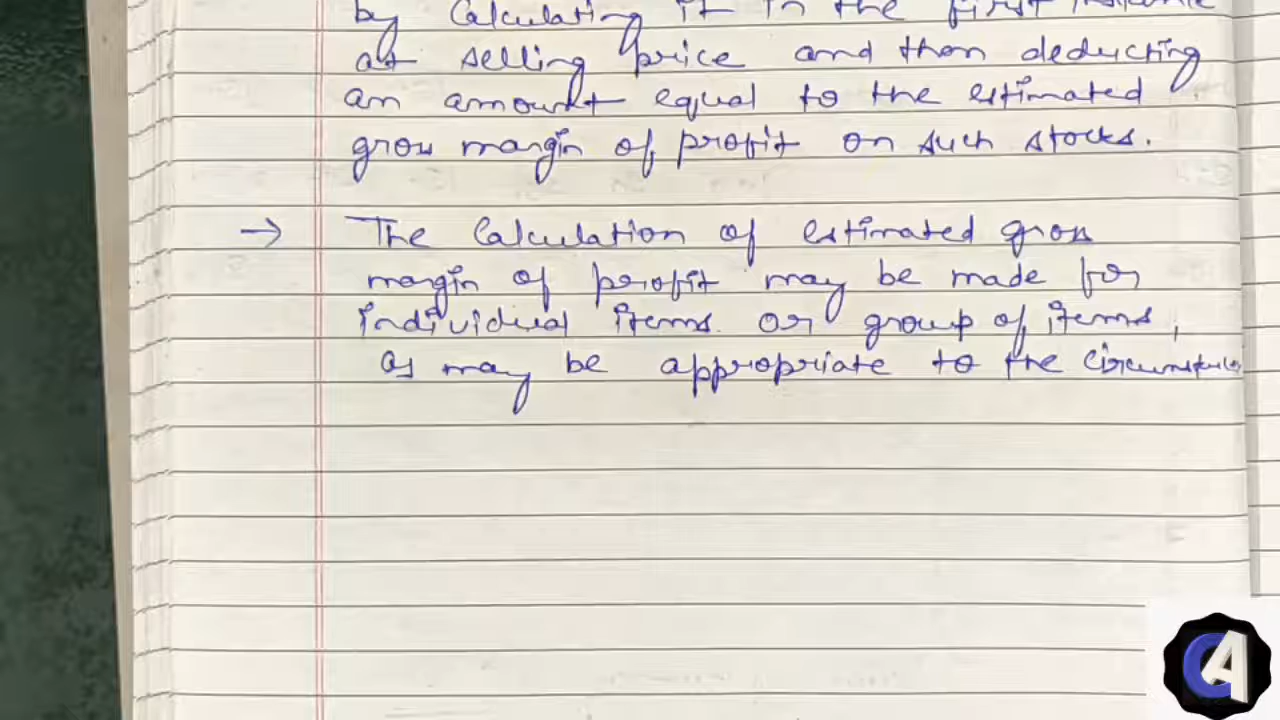 by Calculating it in the first instance
at selling price and then deducting
an amount equal to the estimated
gross margin of profit on such stocks.
→ The Calculation of estimated gross
margin of profit may be made for
individual items or group of items,
as may be appropriate to the circumstances
CA